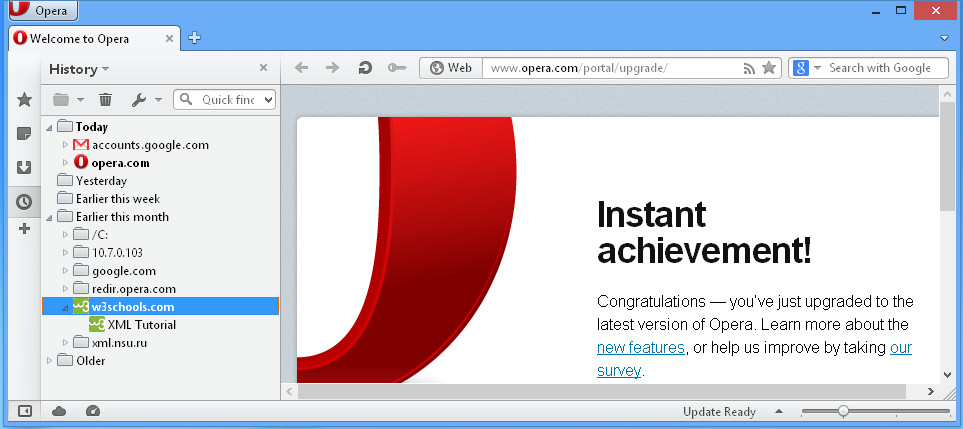 Opera
Welcome to Opera
History
Web
www.opera.com/portal/upgrade/
Search with Google
Quick find
Today
accounts.google.com
opera.com
Yesterday
Earlier this week
Earlier this month
/C:
10.7.0.103
google.com
redir.opera.com
w3schools.com
XML Tutorial
xml.nsu.ru
Older
Instant
achievement!
Congratulations — you've just upgraded to the
latest version of Opera. Learn more about the
new features, or help us improve by taking our
survey.
Update Ready